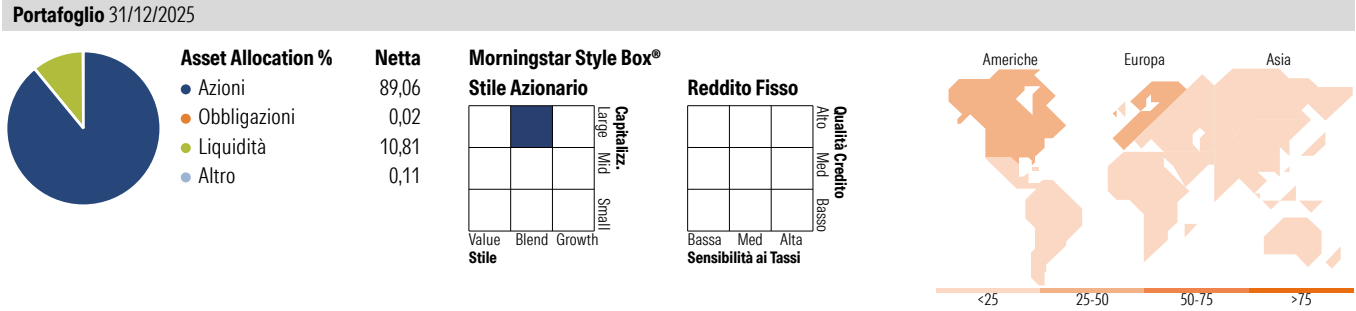 Portafoglio 31/12/2025
Asset Allocation % Netta
Azioni 89,06
Obbligazioni 0,02
Liquidità 10,81
Altro 0,11
Morningstar Style Box®
Stile Azionario
Large Mid Small
Capitalizz.
Value Blend Growth
Stile
Reddito Fisso
Alto Med Basso
Qualità Credito
Bassa Med Alta
Sensibilità ai Tassi
Americhe Europa Asia
<25 25-50 50-75 >75